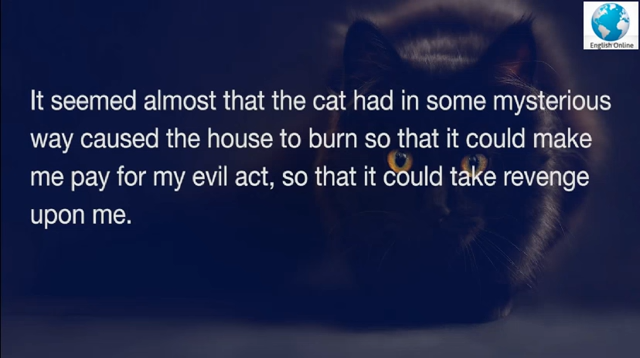 English Online
It seemed almost that the cat had in some mysterious
way caused the house to burn so that it could make
me pay for my evil act, so that it could take revenge
upon me.